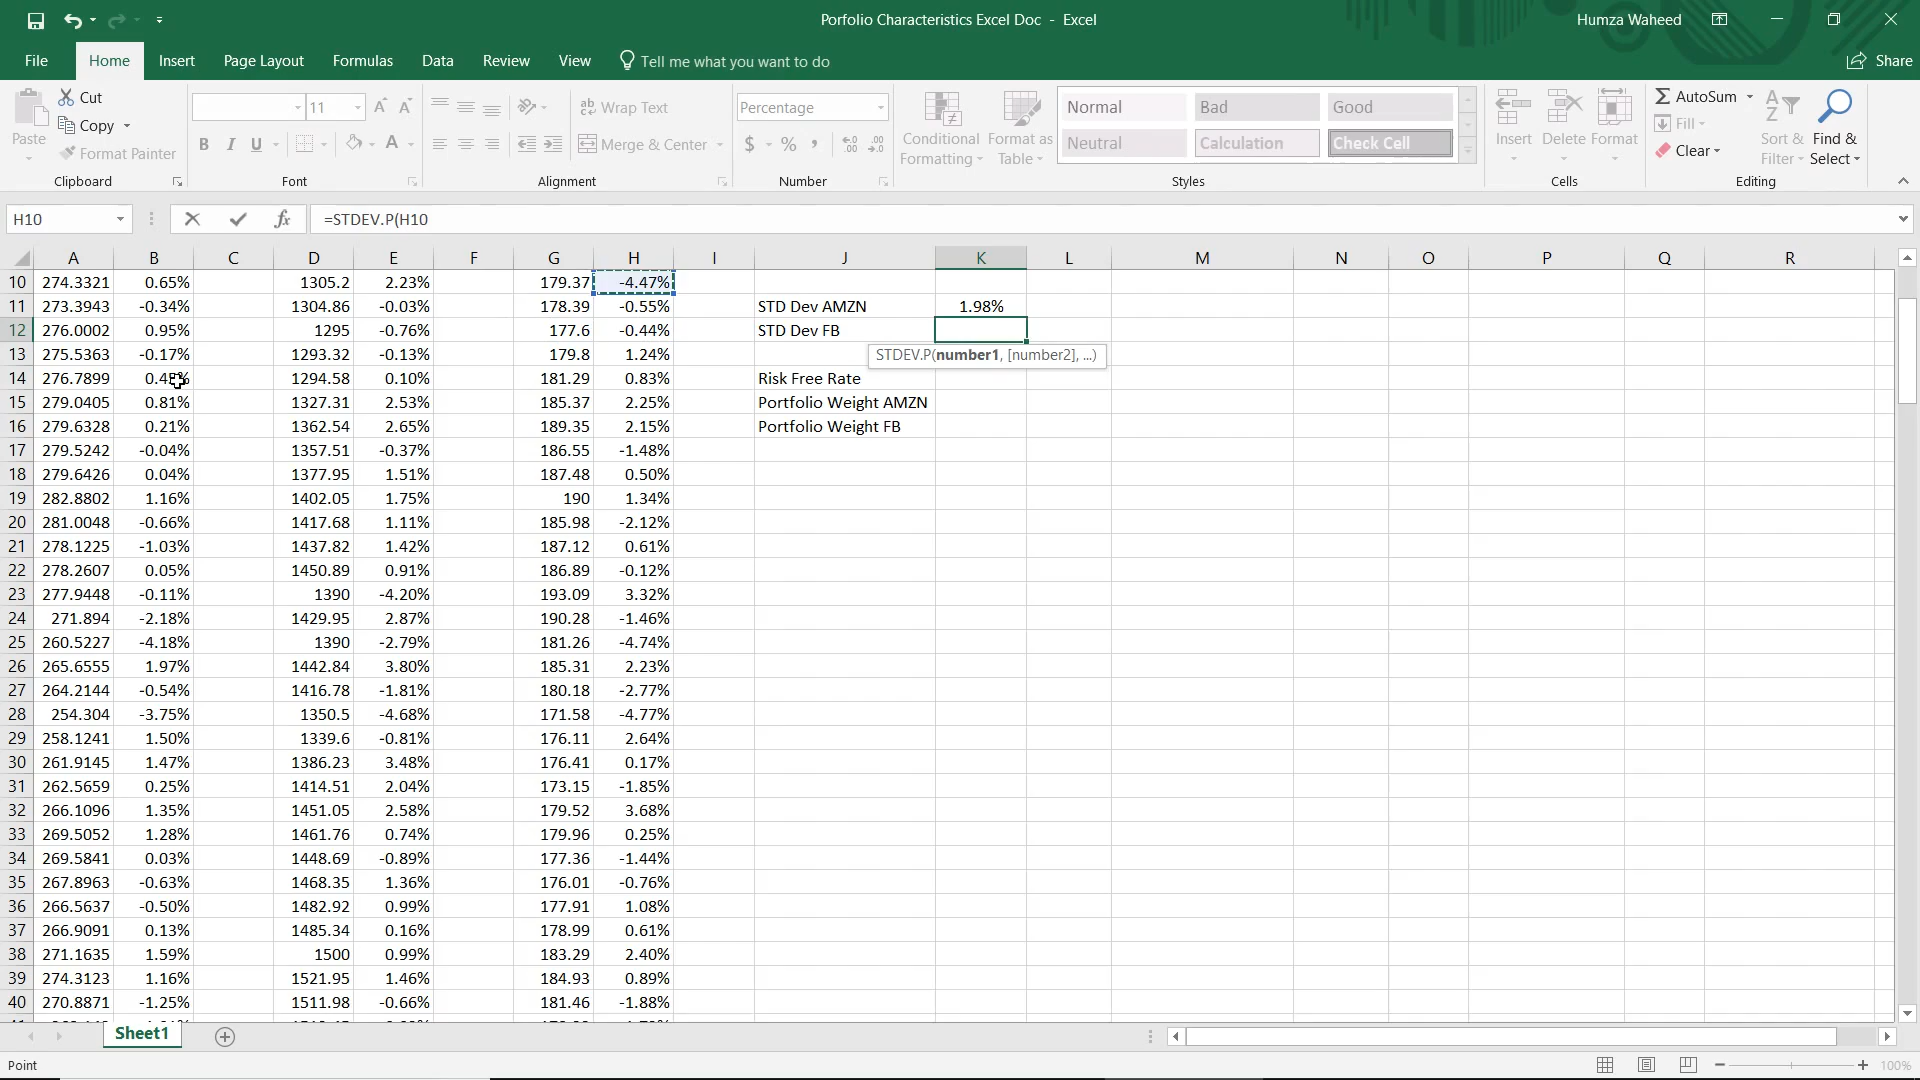 Porfolio Characteristics Excel Doc - Excel
Humza Waheed
File Home Insert Page Layout Formulas Data Review View Tell me what you want to do Share
Cut
Copy
Format Painter
Paste
Clipboard
11
Font
Wrap Text
Merge & Center
Alignment
Percentage
Number
Conditional Formatting
Format as Table
Normal Bad Good
Neutral Calculation Check Cell
Styles
Insert Delete Format
Cells
AutoSum
Fill
Clear
Sort & Filter
Find & Select
Editing
H10 =STDEV.P(H10
A B C D E F G H I J K L M N O P Q R
10 274.3321 0.65% 1305.2 2.23% 179.37 -4.47%
11 273.3943 -0.34% 1304.86 -0.03% 178.39 -0.55% STD Dev AMZN 1.98%
12 276.0002 0.95% 1295 -0.76% 177.6 -0.44% STD Dev FB
13 275.5363 -0.17% 1293.32 -0.13% 179.8 1.24% STDEV.P(number1, [number2], ...)
14 276.7899 1294.58 0.10% 181.29 0.83% Risk Free Rate
15 279.0405 0.81% 1327.31 2.53% 185.37 2.25% Portfolio Weight AMZN
16 279.6328 0.21% 1362.54 2.65% 189.35 2.15% Portfolio Weight FB
17 279.5242 -0.04% 1357.51 -0.37% 186.55 -1.48%
18 279.6426 0.04% 1377.95 1.51% 187.48 0.50%
19 282.8802 1.16% 1402.05 1.75% 190 1.34%
20 281.0048 -0.66% 1417.68 1.11% 185.98 -2.12%
21 278.1225 -1.03% 1437.82 1.42% 187.12 0.61%
22 278.2607 0.05% 1450.89 0.91% 186.89 -0.12%
23 277.9448 -0.11% 1390 -4.20% 193.09 3.32%
24 271.894 -2.18% 1429.95 2.87% 190.28 -1.46%
25 260.5227 -4.18% 1390 -2.79% 181.26 -4.74%
26 265.6555 1.97% 1442.84 3.80% 185.31 2.23%
27 264.2144 -0.54% 1416.78 -1.81% 180.18 -2.77%
28 254.304 -3.75% 1350.5 -4.68% 171.58 -4.77%
29 258.1241 1.50% 1339.6 -0.81% 176.11 2.64%
30 261.9145 1.47% 1386.23 3.48% 176.41 0.17%
31 262.5659 0.25% 1414.51 2.04% 173.15 -1.85%
32 266.1096 1.35% 1451.05 2.58% 179.52 3.68%
33 269.5052 1.28% 1461.76 0.74% 179.96 0.25%
34 269.5841 0.03% 1448.69 -0.89% 177.36 -1.44%
35 267.8963 -0.63% 1468.35 1.36% 176.01 -0.76%
36 266.5637 -0.50% 1482.92 0.99% 177.91 1.08%
37 266.9091 0.13% 1485.34 0.16% 178.99 0.61%
38 271.1635 1.59% 1500 0.99% 183.29 2.40%
39 274.3123 1.16% 1521.95 1.46% 184.93 0.89%
40 270.8871 -1.25% 1511.98 -0.66% 181.46 -1.88%
Sheet1
Point
100%